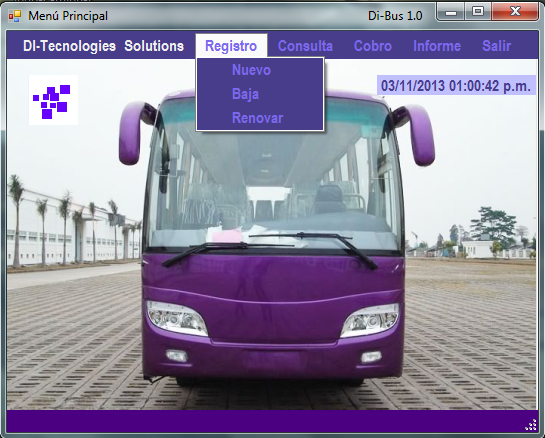 Menú Principal Di-Bus 1.0
DI-Tecnologies Solutions Registro Consulta Cobro Informe Salir
Nuevo
03/11/2013 01:00:42 p.m.
Baja
Renovar